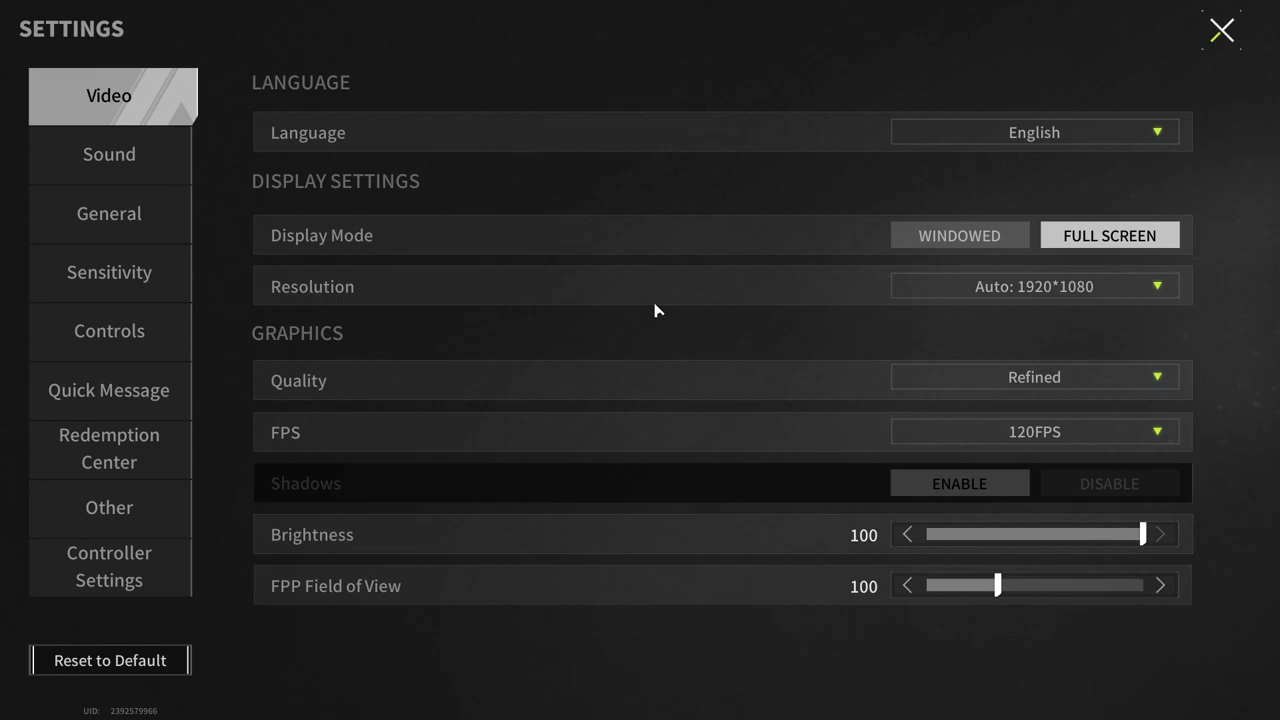 SETTINGS
Video
Sound
General
Sensitivity
Controls
Quick Message
Redemption
Center
Other
Controller
Settings
Reset to Default
UID: 2392579966
LANGUAGE
Language English
DISPLAY SETTINGS
Display Mode WINDOWED FULL SCREEN
Resolution Auto: 1920*1080
GRAPHICS
Quality Refined
FPS 120FPS
Shadows ENABLE DISABLE
Brightness 100
FPP Field of View 100